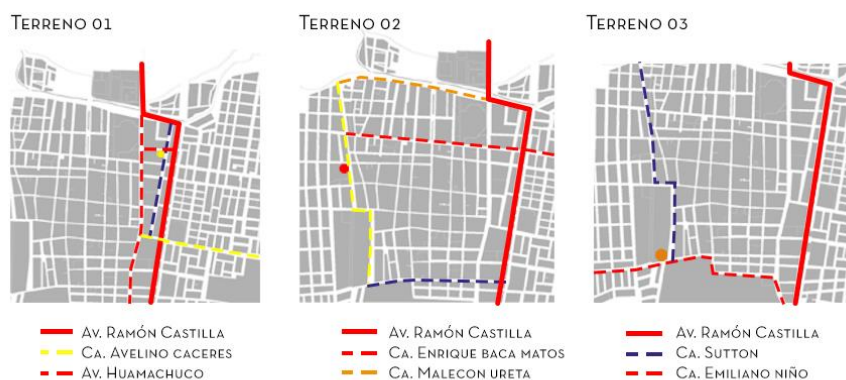 TERRENO 01
TERRENO 02
TERRENO 03
AV. RAMÓN CASTILLA
CA. AVELINO CACERES
AV. HUAMACHUCO
AV. RAMÓN CASTILLA
CA. ENRIQUE BACA MATOS
CA. MALECON URETA
AV. RAMÓN CASTILLA
CA. SUTTON
CA. EMILIANO NIÑO